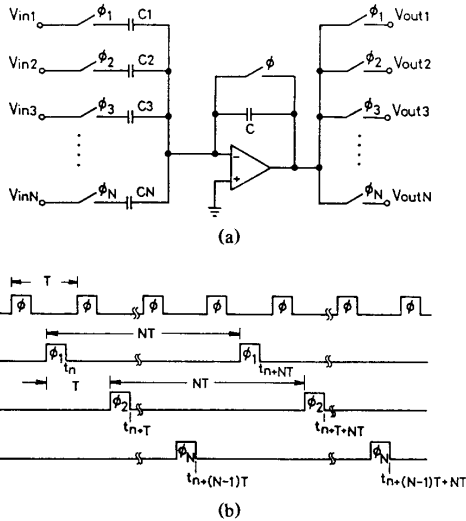 Vin1 ϕ1 C1 ϕ1 Vout1
Vin2 ϕ2 C2 ϕ ϕ2 Vout2
Vin3 ϕ3 C3 C ϕ3 Vout3
− +
VinN ϕN CN ϕN VoutN
(a)
T
ϕ ϕ ϕ ϕ ϕ ϕ ϕ
NT
ϕ1 tn ϕ1 tn+NT
T NT
ϕ2 tn+T ϕ2 tn+T+NT
ϕN tn+(N-1)T ϕN tn+(N-1)T+NT
(b)